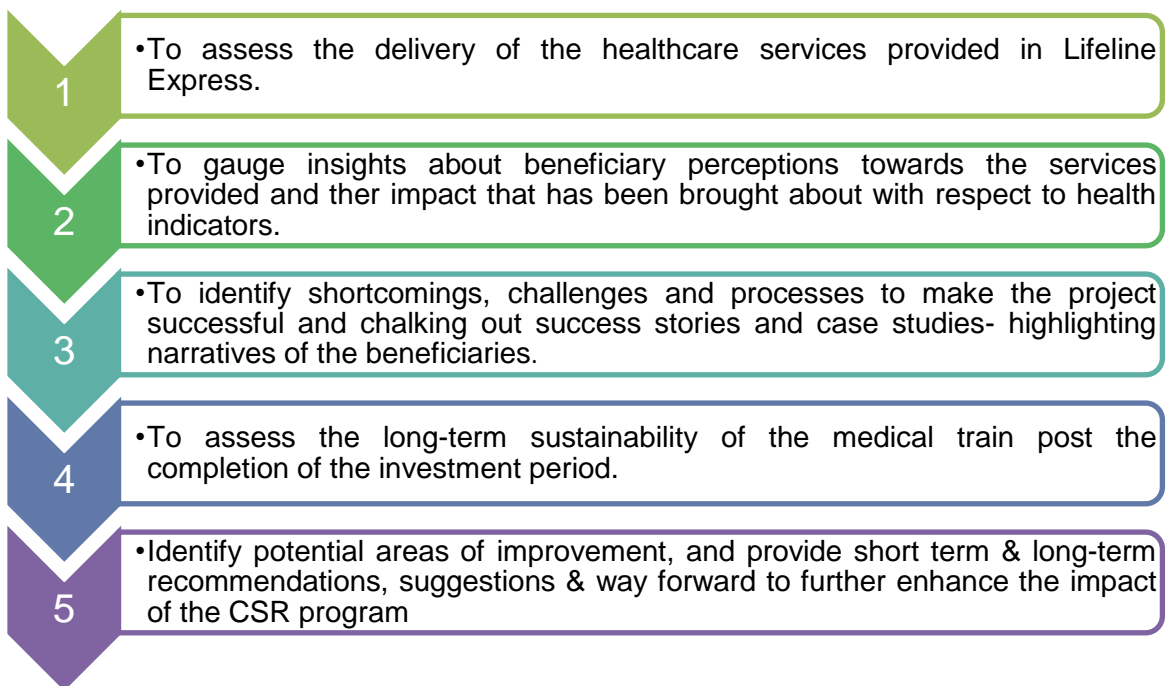 1
•To assess the delivery of the healthcare services provided in Lifeline
Express.
2
•To gauge insights about beneficiary perceptions towards the services
provided and ther impact that has been brought about with respect to health
indicators.
3
•To identify shortcomings, challenges and processes to make the project
successful and chalking out success stories and case studies- highlighting
narratives of the beneficiaries.
4
•To assess the long-term sustainability of the medical train post the
completion of the investment period.
5
•Identify potential areas of improvement, and provide short term & long-term
recommendations, suggestions & way forward to further enhance the impact
of the CSR program